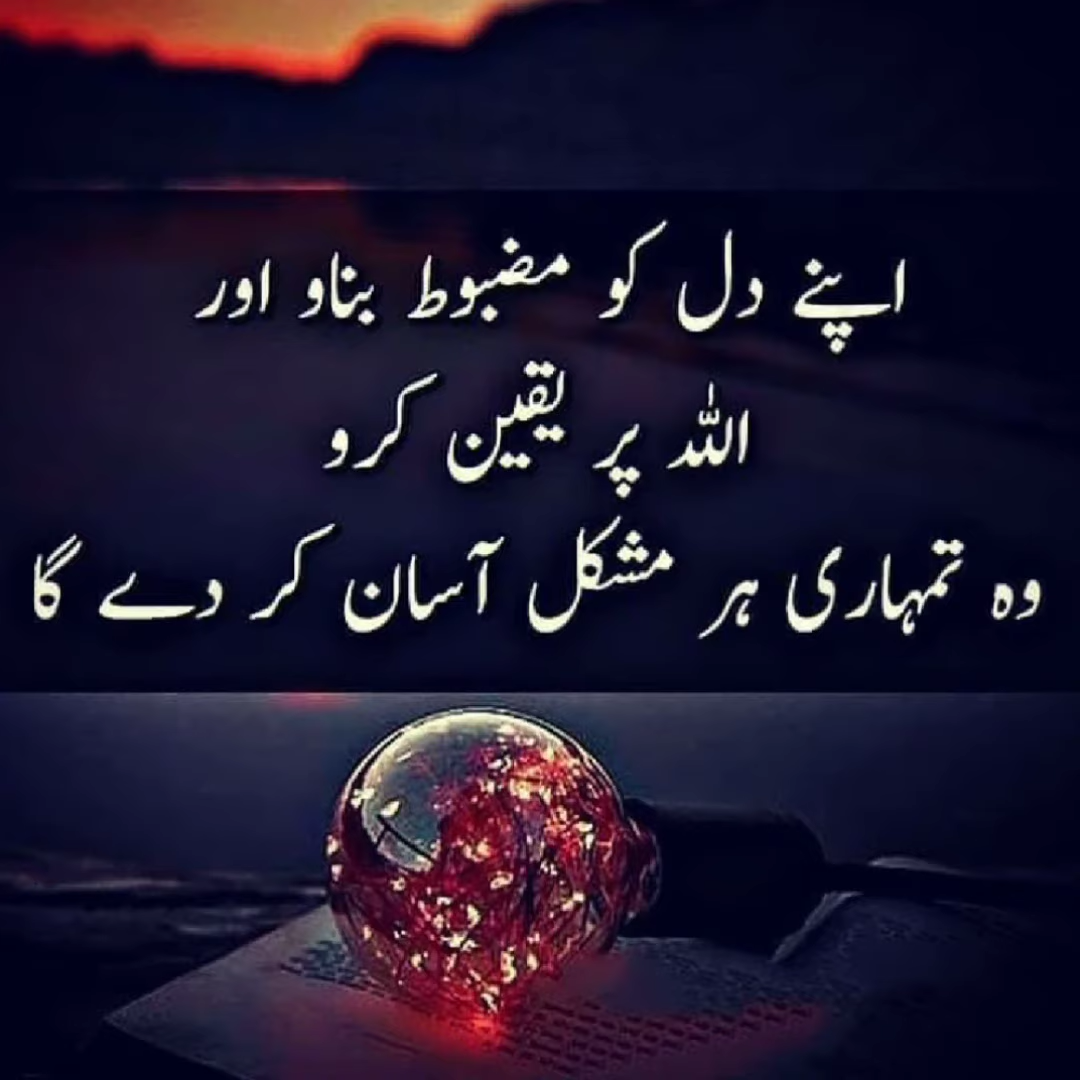 اپنے دل کو مضبوط بناو اور
اللہ پر یقین کرو
وہ تمہاری ہر مشکل آسان کر دے گا